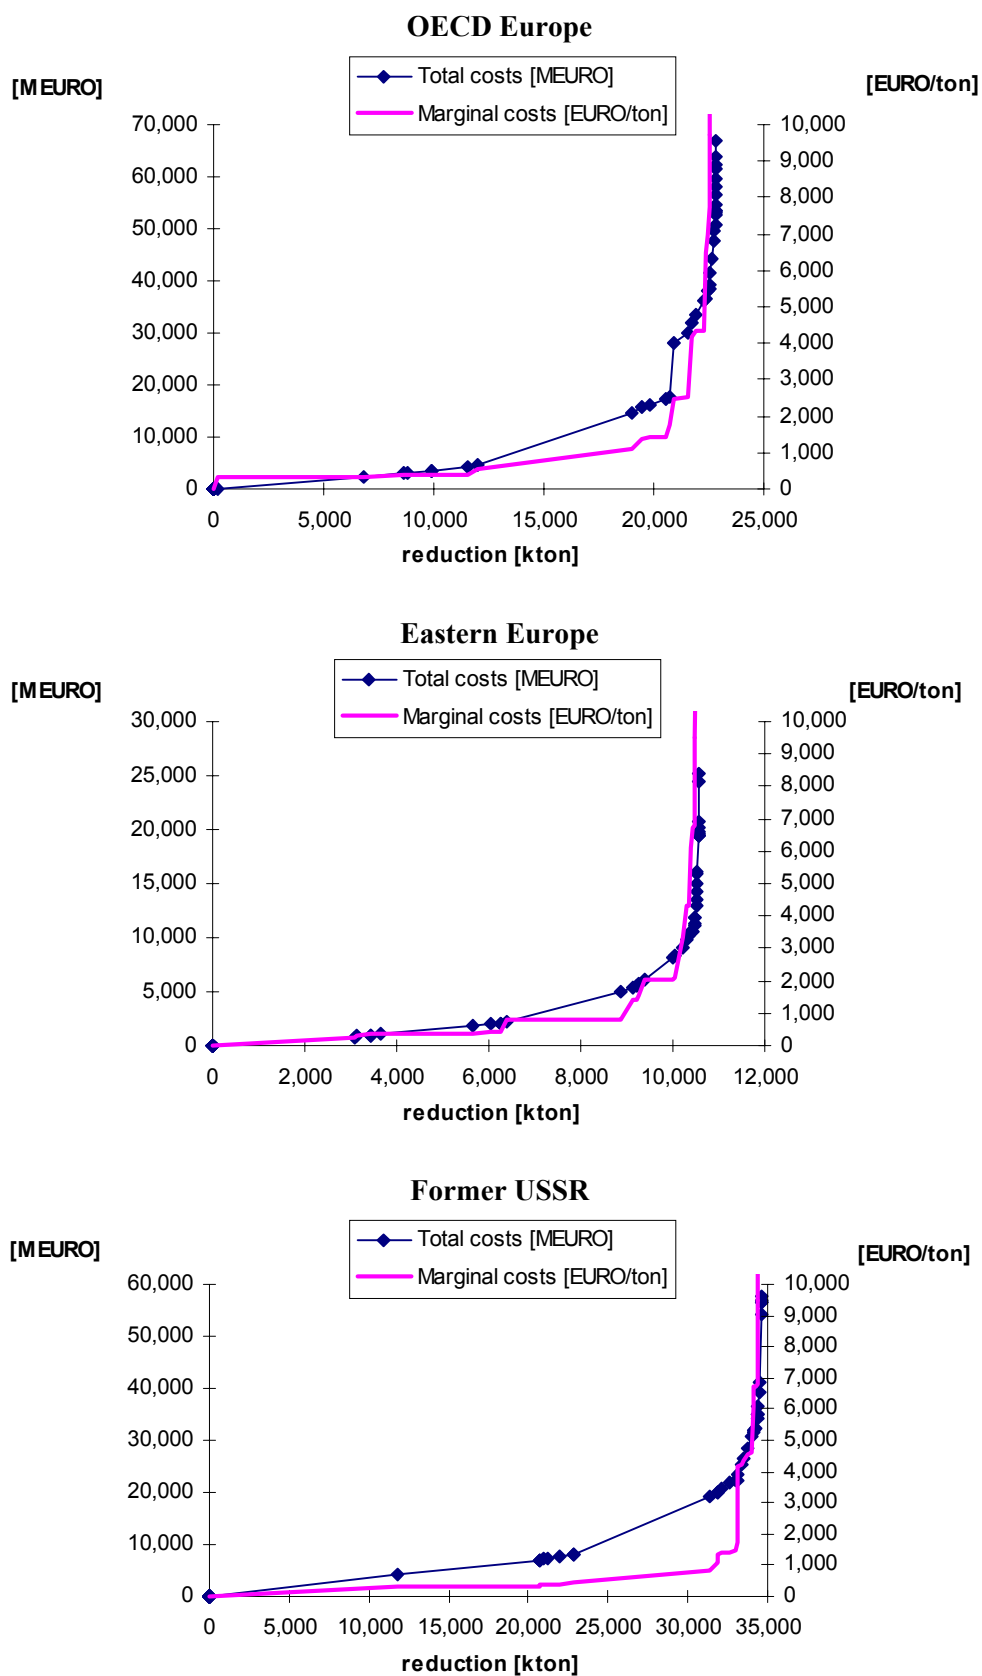 OECD Europe
[MEURO]
Total costs [MEURO]
Marginal costs [EURO/ton]
[EURO/ton]
70,000
60,000
50,000
40,000
30,000
20,000
10,000
0
10,000
9,000
8,000
7,000
6,000
5,000
4,000
3,000
2,000
1,000
0
0 5,000 10,000 15,000 20,000 25,000
reduction [kton]
Eastern Europe
[MEURO]
Total costs [MEURO]
Marginal costs [EURO/ton]
[EURO/ton]
30,000
25,000
20,000
15,000
10,000
5,000
0
10,000
9,000
8,000
7,000
6,000
5,000
4,000
3,000
2,000
1,000
0
0 2,000 4,000 6,000 8,000 10,000 12,000
reduction [kton]
Former USSR
[MEURO]
Total costs [MEURO]
Marginal costs [EURO/ton]
[EURO/ton]
60,000
50,000
40,000
30,000
20,000
10,000
0
10,000
9,000
8,000
7,000
6,000
5,000
4,000
3,000
2,000
1,000
0
0 5,000 10,000 15,000 20,000 25,000 30,000 35,000
reduction [kton]